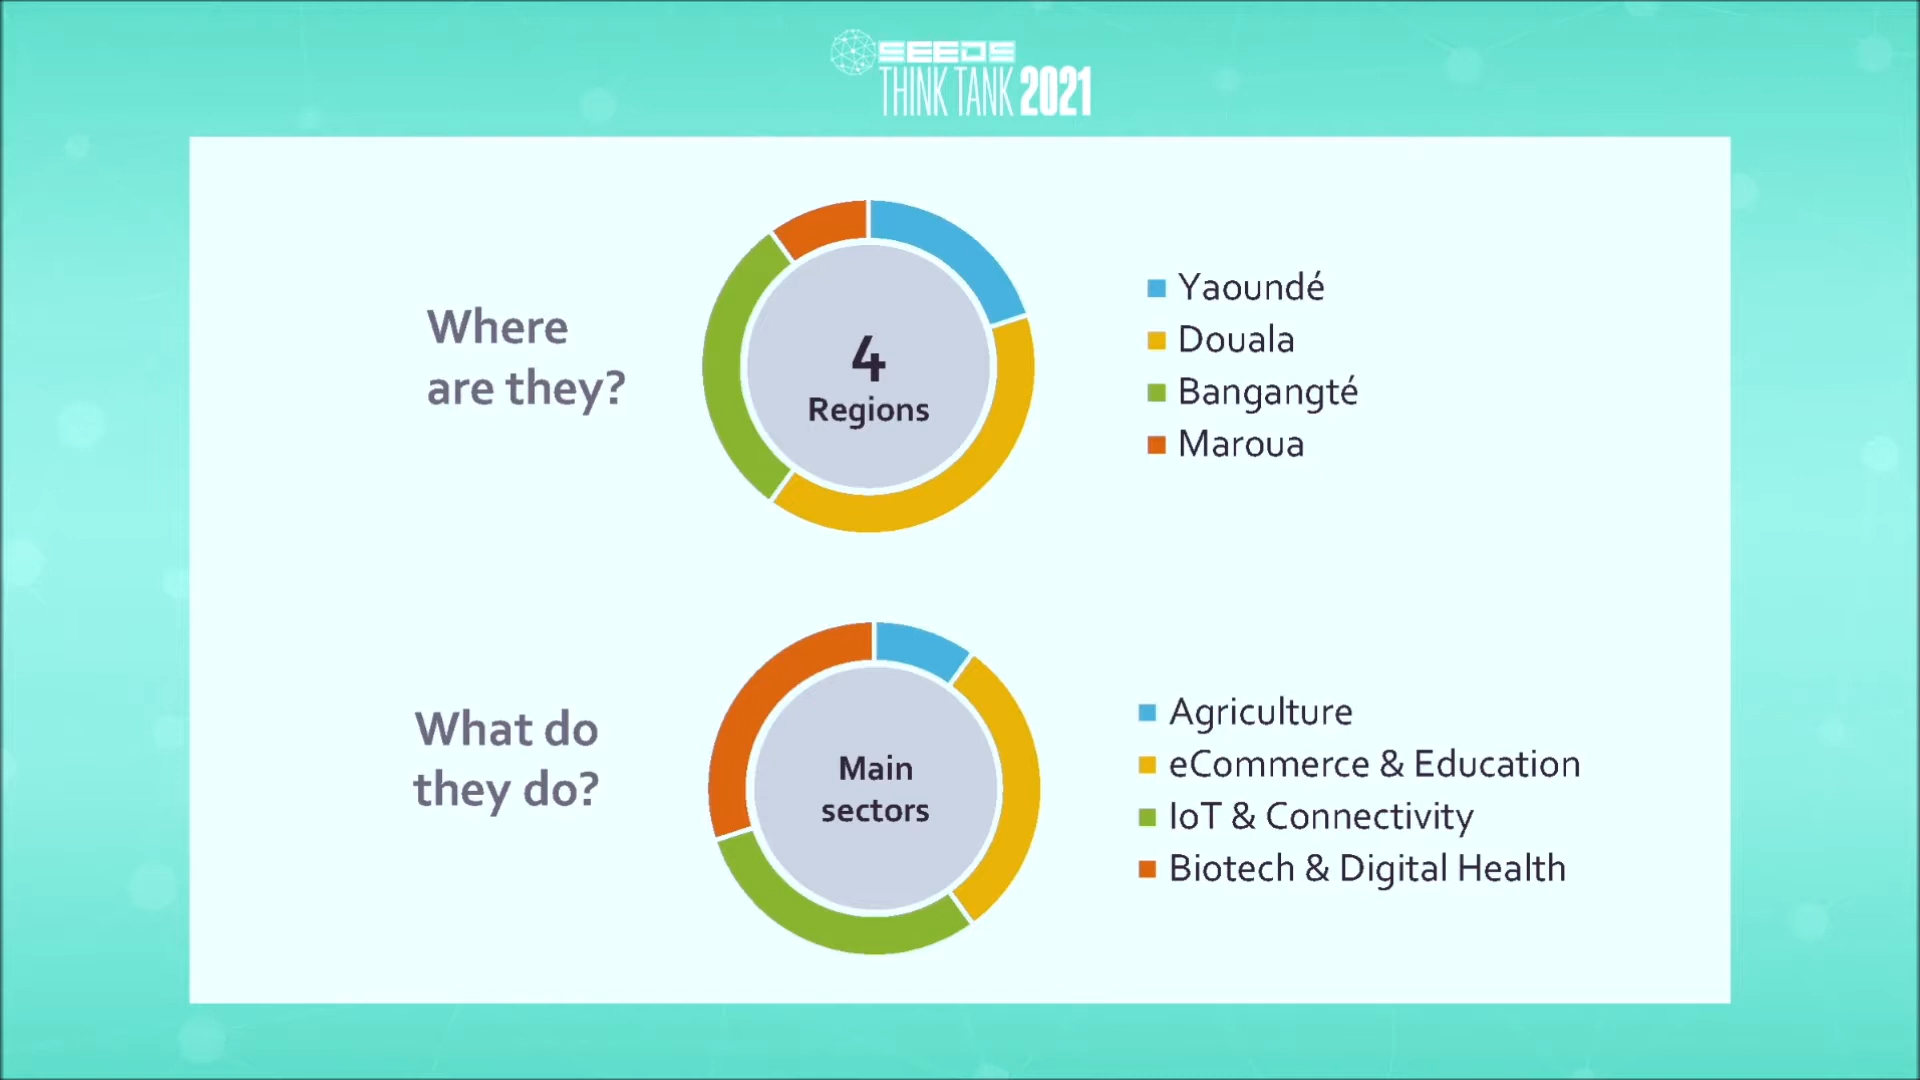 SEEDS
THINK TANK 2021
Where
are they?
4
Regions
Yaoundé
Douala
Bangangté
Maroua
What do
they do?
Main
sectors
Agriculture
eCommerce & Education
IoT & Connectivity
Biotech & Digital Health